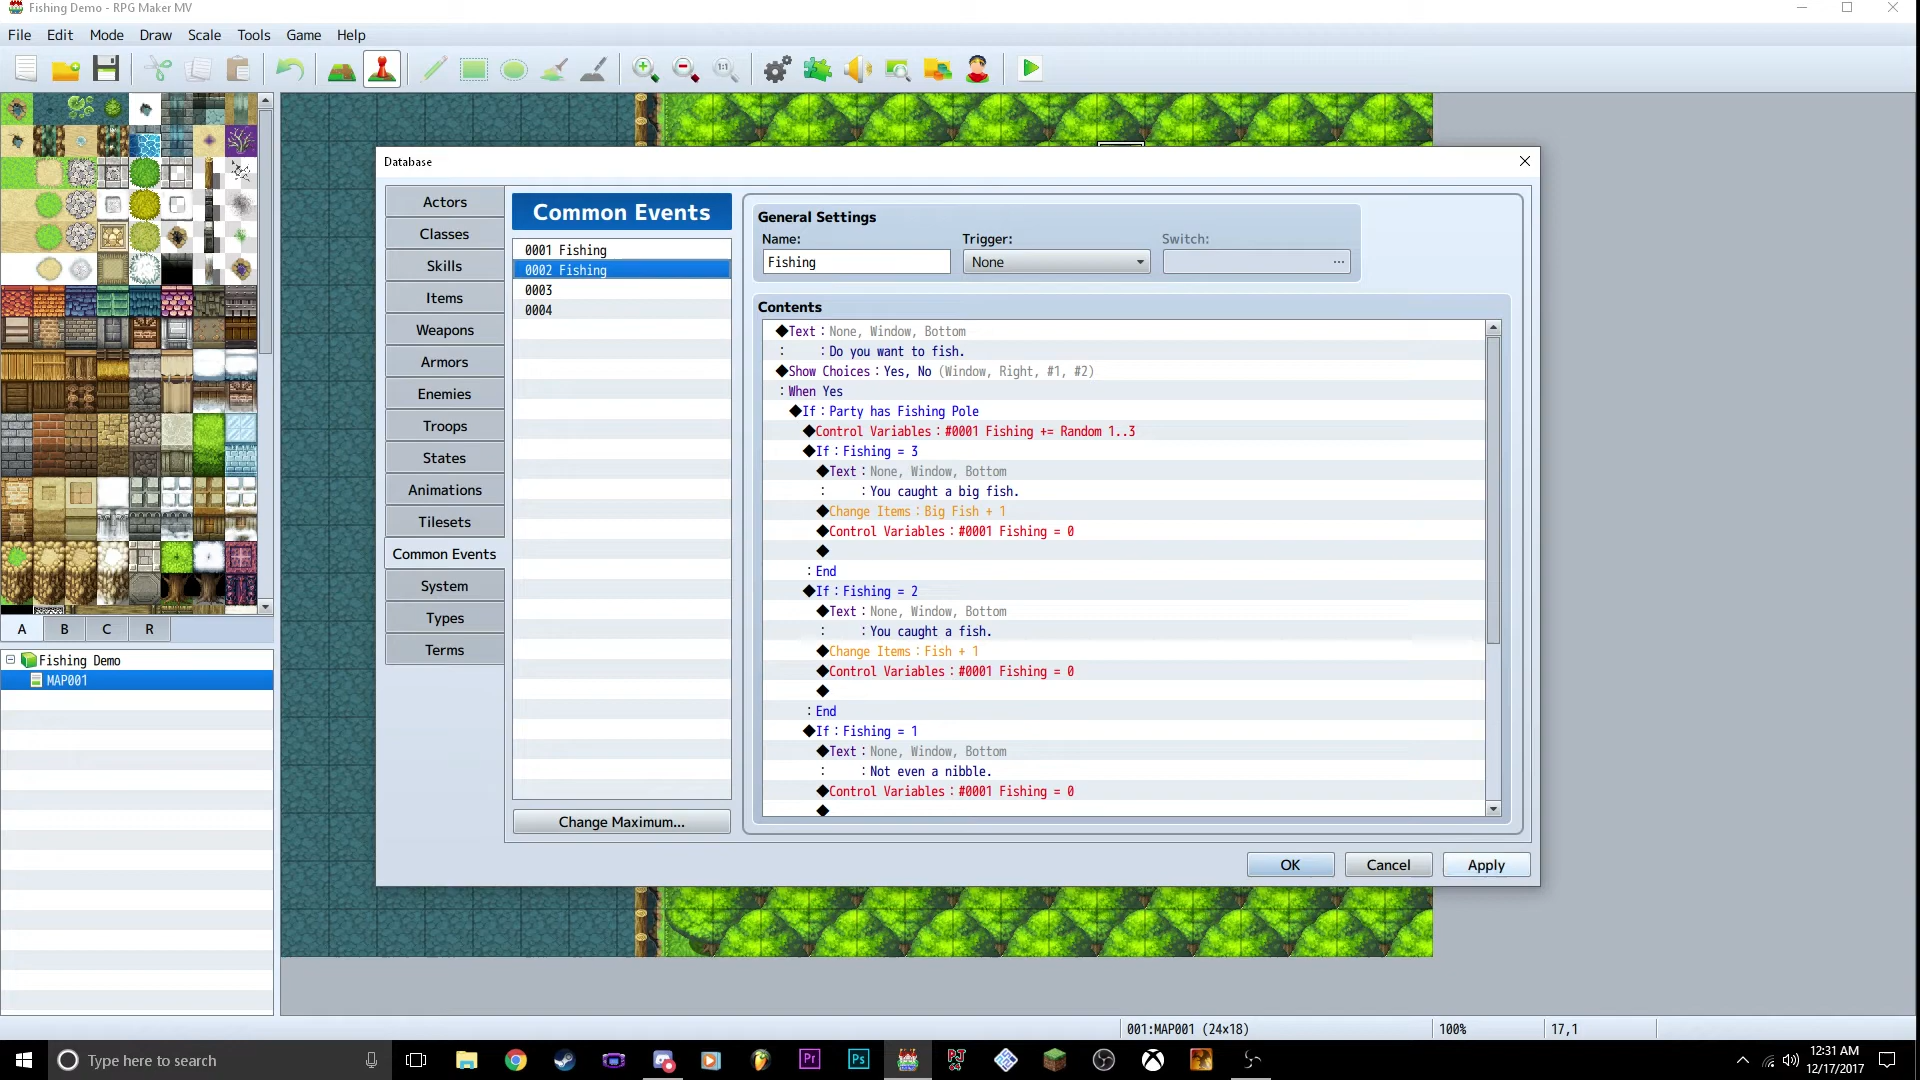 Fishing Demo - RPG Maker MV
File Edit Mode Draw Scale Tools Game Help
1:1
Database
Actors
Classes
Skills
Items
Weapons
Armors
Enemies
Troops
States
Animations
Tilesets
Common Events
System
Types
Terms
Common Events
0001 Fishing
0002 Fishing
0003
0004
Change Maximum...
General Settings
Name: Trigger: Switch:
Fishing None ...
Contents
◆Text：None, Window, Bottom
：　　：Do you want to fish.
◆Show Choices：Yes, No (Window, Right, #1, #2)
：When Yes
◆If：Party has Fishing Pole
◆Control Variables：#0001 Fishing += Random 1..3
◆If：Fishing = 3
◆Text：None, Window, Bottom
：　　：You caught a big fish.
◆Change Items：Big Fish + 1
◆Control Variables：#0001 Fishing = 0
◆
：End
◆If：Fishing = 2
◆Text：None, Window, Bottom
：　　：You caught a fish.
◆Change Items：Fish + 1
◆Control Variables：#0001 Fishing = 0
◆
：End
◆If：Fishing = 1
◆Text：None, Window, Bottom
：　　：Not even a nibble.
◆Control Variables：#0001 Fishing = 0
◆
OK Cancel Apply
A B C R
Fishing Demo
MAP001
001:MAP001 (24x18) 100% 17,1
Type here to search
Pr
Ps
12:31 AM
12/17/2017